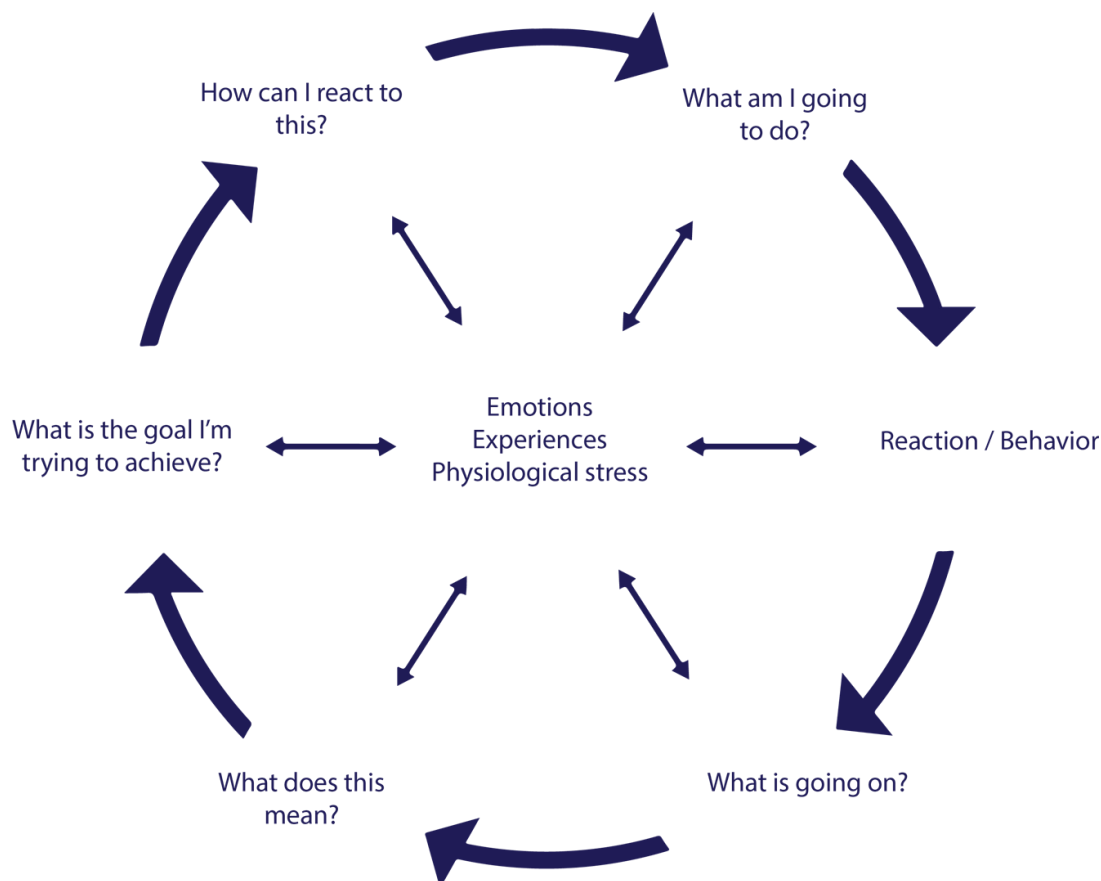 How can I react to
this?
What am I going
to do?
What is the goal I'm
trying to achieve?
Emotions
Experiences
Physiological stress
Reaction / Behavior
What does this
mean?
What is going on?